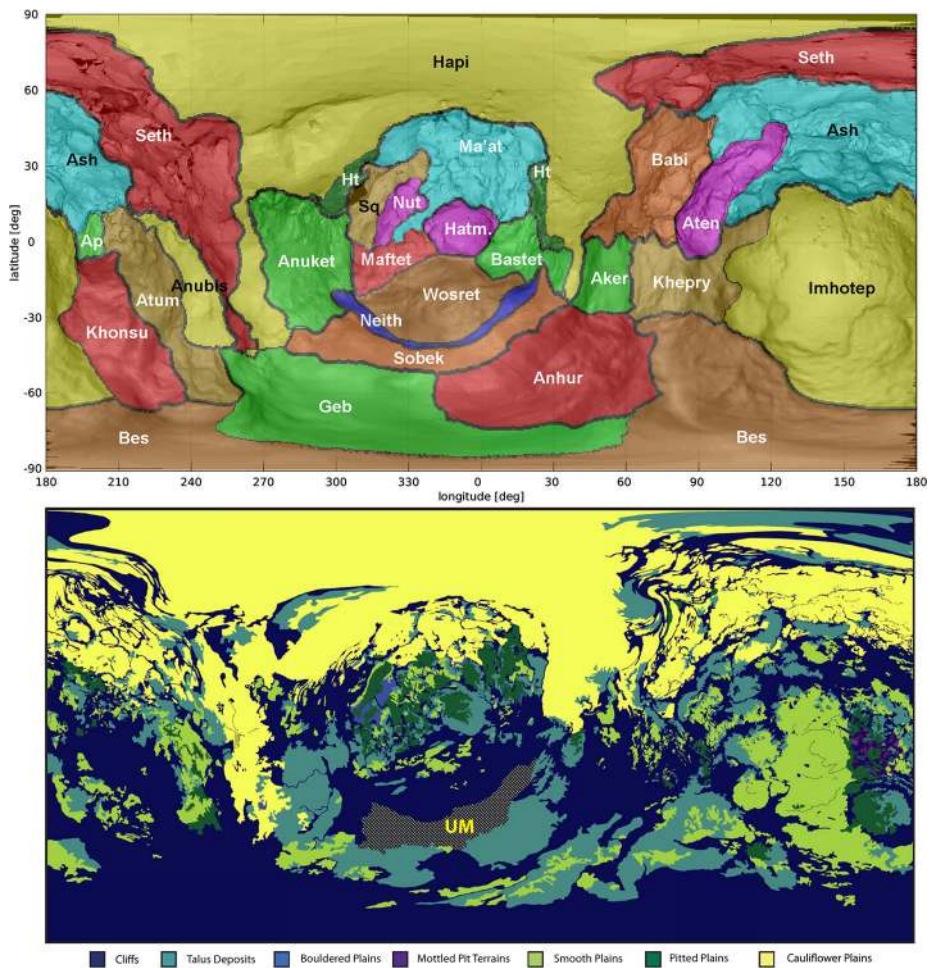 90
Hapi
Seth
60
Seth
Ash
Ash
Ma'at
30
Ht
Ht
Babi
Sq
Nut
Aten
Ap
Hatm.
0
Anuket
Maftet
Bastet
Aker
Khepry
Atum
Anubis
Wosret
Imhotep
-30
Khonsu
Neith
Sobek
Anhur
-60
Geb
Bes
Bes
-90
latitude [deg]
180 210 240 270 300 330 0 30 60 90 120 150 180
longitude [deg]
UM
Cliffs Talus Deposits Bouldered Plains Mottled Pit Terrains Smooth Plains Pitted Plains Cauliflower Plains